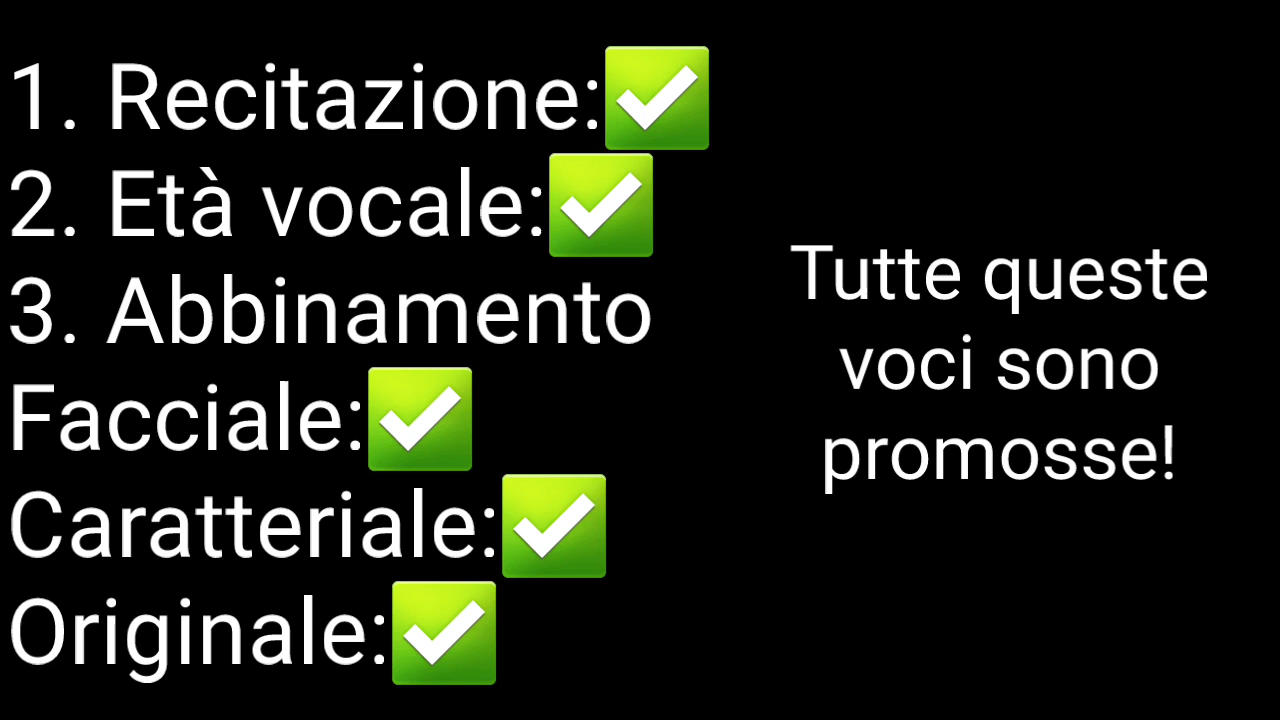 1. Recitazione:✅
2. Età vocale:✅
3. Abbinamento
Facciale:✅
Caratteriale:✅
Originale:✅
Tutte queste
voci sono
promosse!